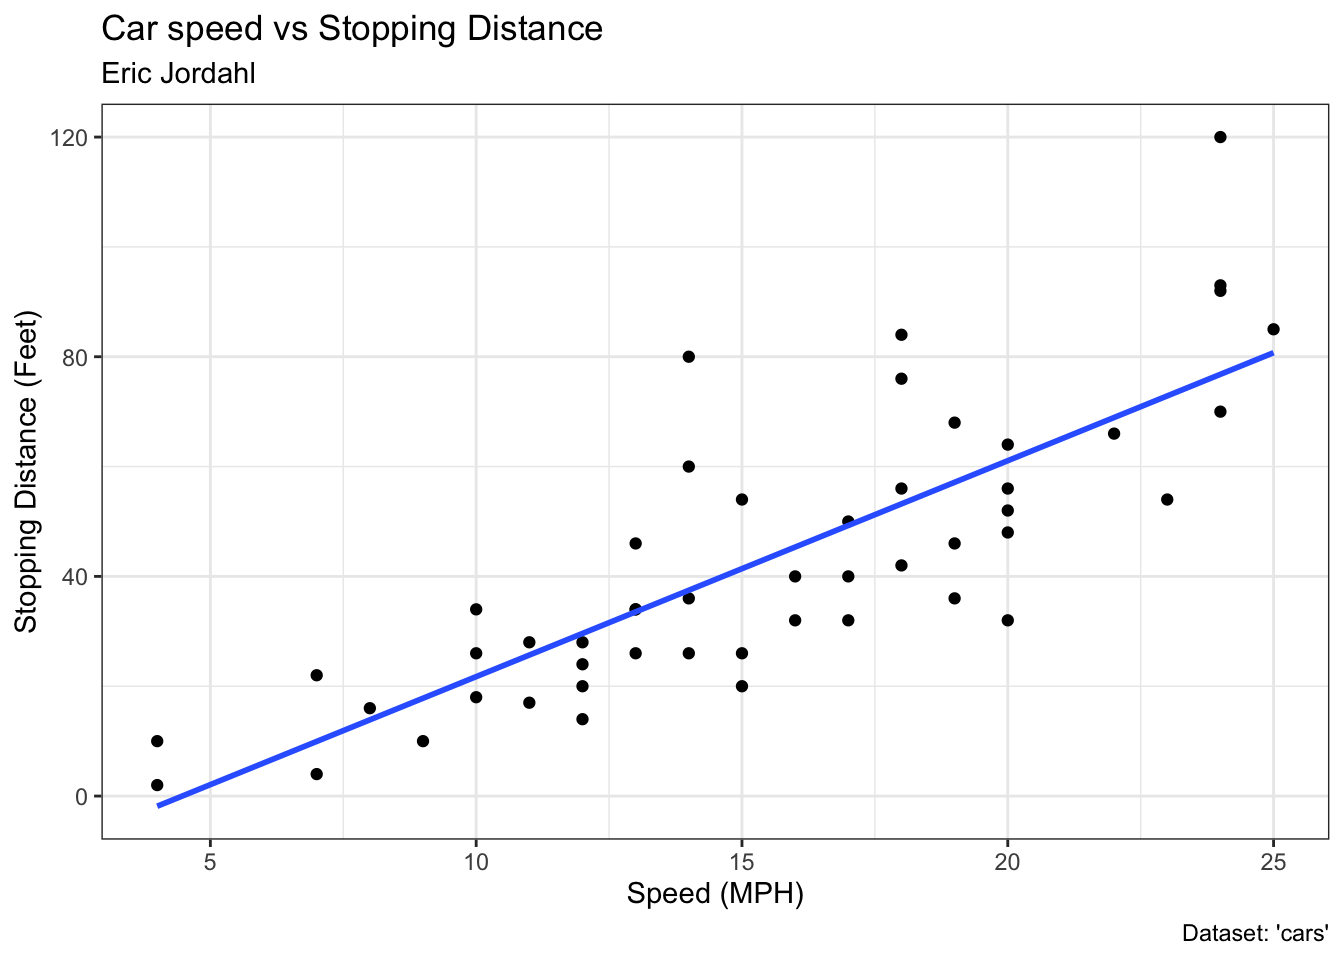 Car speed vs Stopping Distance
Eric Jordahl
Stopping Distance (Feet)
120
80
40
0
5 10 15 20 25
Speed (MPH)
Dataset: 'cars'